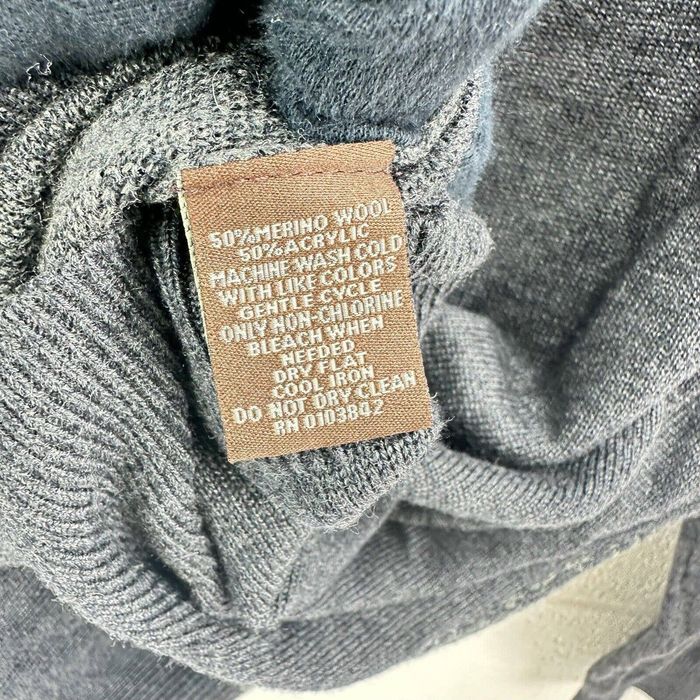 50%MERINO WOOL
50%ACRYLIC
MACHINE WASH COLD
WITH LIKE COLORS
GENTLE CYCLE
ONLY NON-CHLORINE
BLEACH WHEN
NEEDED
DRY FLAT
COOL IRON
DO NOT DRY CLEAN
RN 0103842